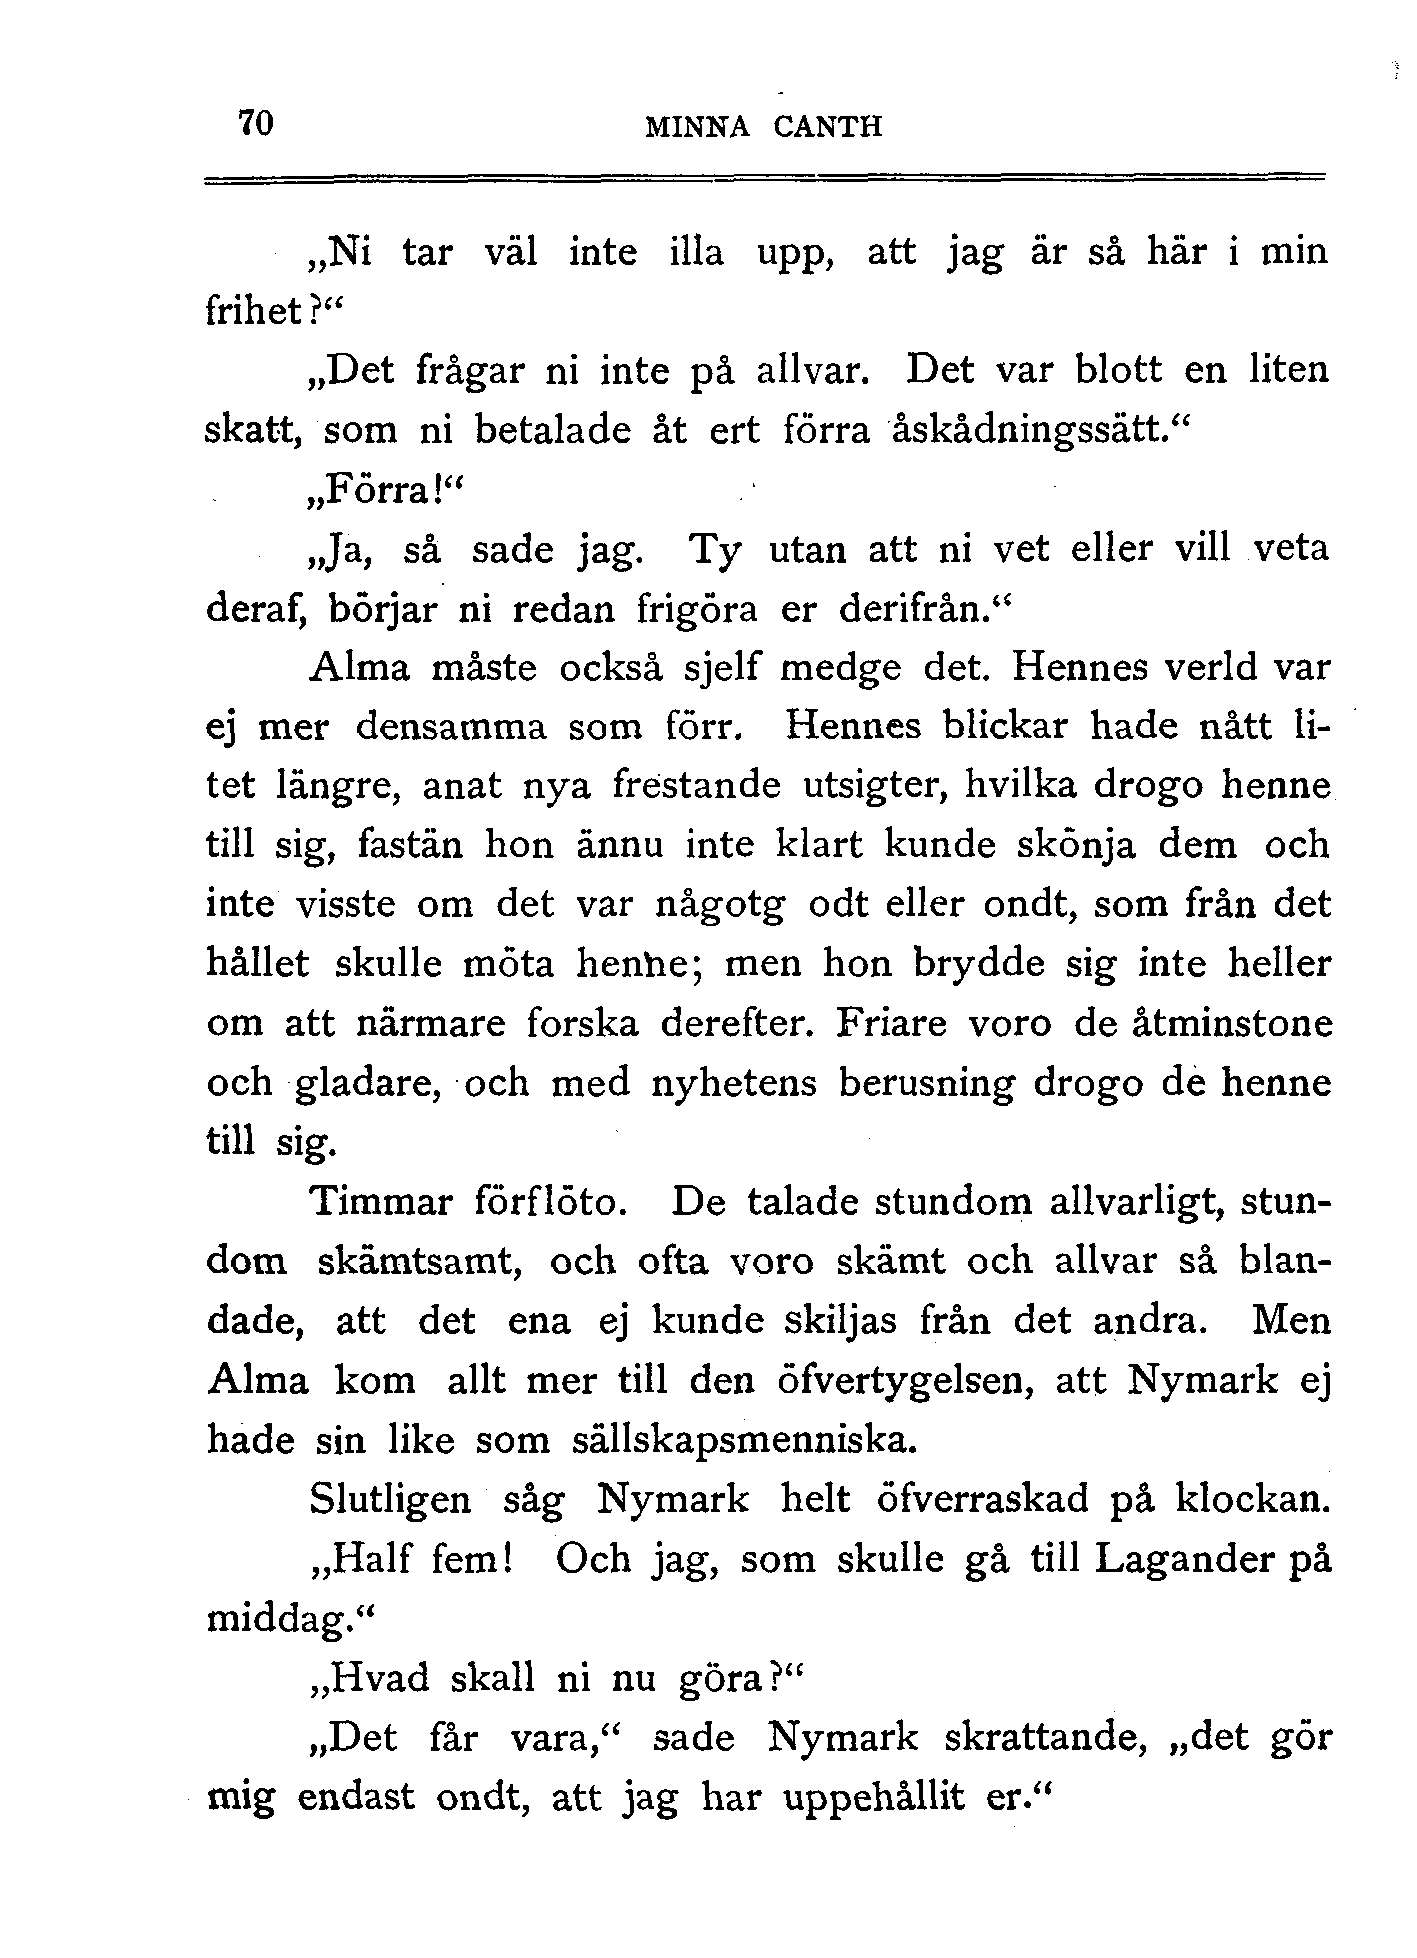 70 MINNA CANTH
„Ni tar väl inte illa upp, att jag är så här i min
frihet?“
„Det frågar ni inte på allvar. Det var blott en liten
skatt, som ni betalade åt ert förra åskådningssätt.“
„Förra!“
„Ja, så sade jag. Ty utan att ni vet eller vill veta
deraf, börjar ni redan frigöra er derifrån.“
Alma måste också sjelf medge det. Hennes verld var
ej mer densamma som förr. Hennes blickar hade nått li-
tet längre, anat nya frestande utsigter, hvilka drogo henne
till sig, fastän hon ännu inte klart kunde skönja dem och
inte visste om det var någotg odt eller ondt, som från det
hållet skulle möta henne; men hon brydde sig inte heller
om att närmare forska derefter. Friare voro de åtminstone
och gladare, och med nyhetens berusning drogo de henne
till sig.
Timmar förflöto. De talade stundom allvarligt, stun-
dom skämtsamt, och ofta voro skämt och allvar så blan-
dade, att det ena ej kunde skiljas från det andra. Men
Alma kom allt mer till den öfvertygelsen, att Nymark ej
hade sin like som sällskapsmenniska.
Slutligen såg Nymark helt öfverraskad på klockan.
„Half fem! Och jag, som skulle gå till Lagander på
middag.“
„Hvad skall ni nu göra?“
„Det får vara,“ sade Nymark skrattande, „det gör
mig endast ondt, att jag har uppehållit er.“